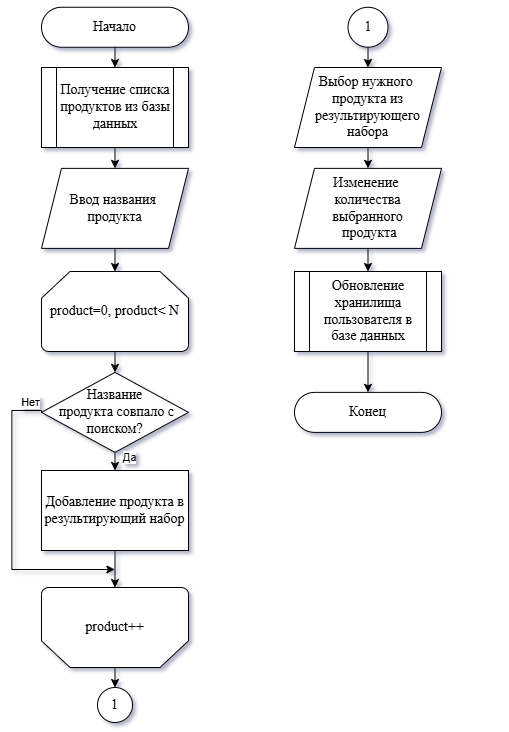 Начало
Получение списка
продуктов из базы
данных
Ввод названия
продукта
product=0, product< N
Название
продукта совпало с
поиском?
Нет
Да
Добавление продукта в
результирующий набор
product++
1
1
Выбор нужного
продукта из
результирующего
набора
Изменение
количества
выбранного
продукта
Обновление
хранилища
пользователя в
базе данных
Конец